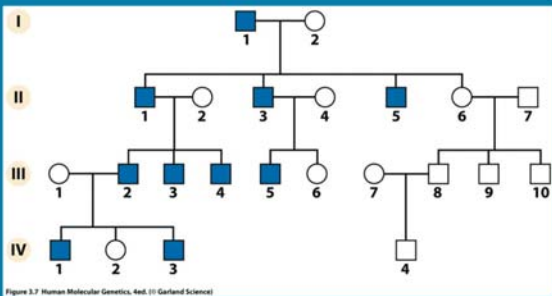 I
1 2
II
1 2 3 4 5 6 7
III
1 2 3 4 5 6 7 8 9 10
IV
1 2 3 4
Figure 3.7 Human Molecular Genetics, 4ed. (© Garland Science)